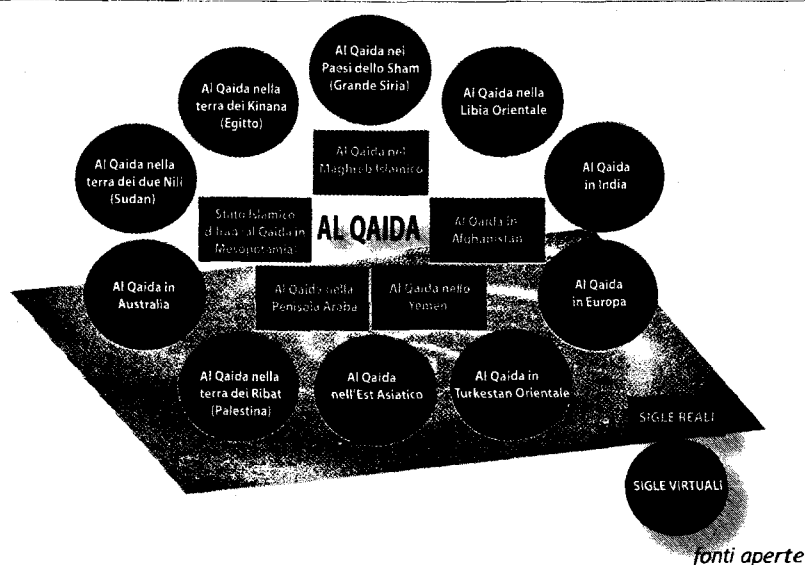 Al Qaida nei
Paesi dello Sham
(Grande Siria)
Al Qaida nella
terra dei Kinana
(Egitto)
Al Qaida nella
Libia Orientale
Al Qaida nel
Maghreb Islamico
Al Qaida nella
terra dei due Nili
(Sudan)
Al Qaida
in India
Stato Islamico
d'Iraq (al Qaida in
Mesopotamia)
AL QAIDA
Al Qaida in
Afghanistan
Al Qaida in
Australia
Al Qaida nella
Penisola Araba
Al Qaida nello
Yemen
Al Qaida
in Europa
Al Qaida nella
terra dei Ribat
(Palestina)
Al Qaida
nell'Est Asiatico
Al Qaida in
Turkestan Orientale
SIGLE REALI
SIGLE VIRTUALI
fonti aperte